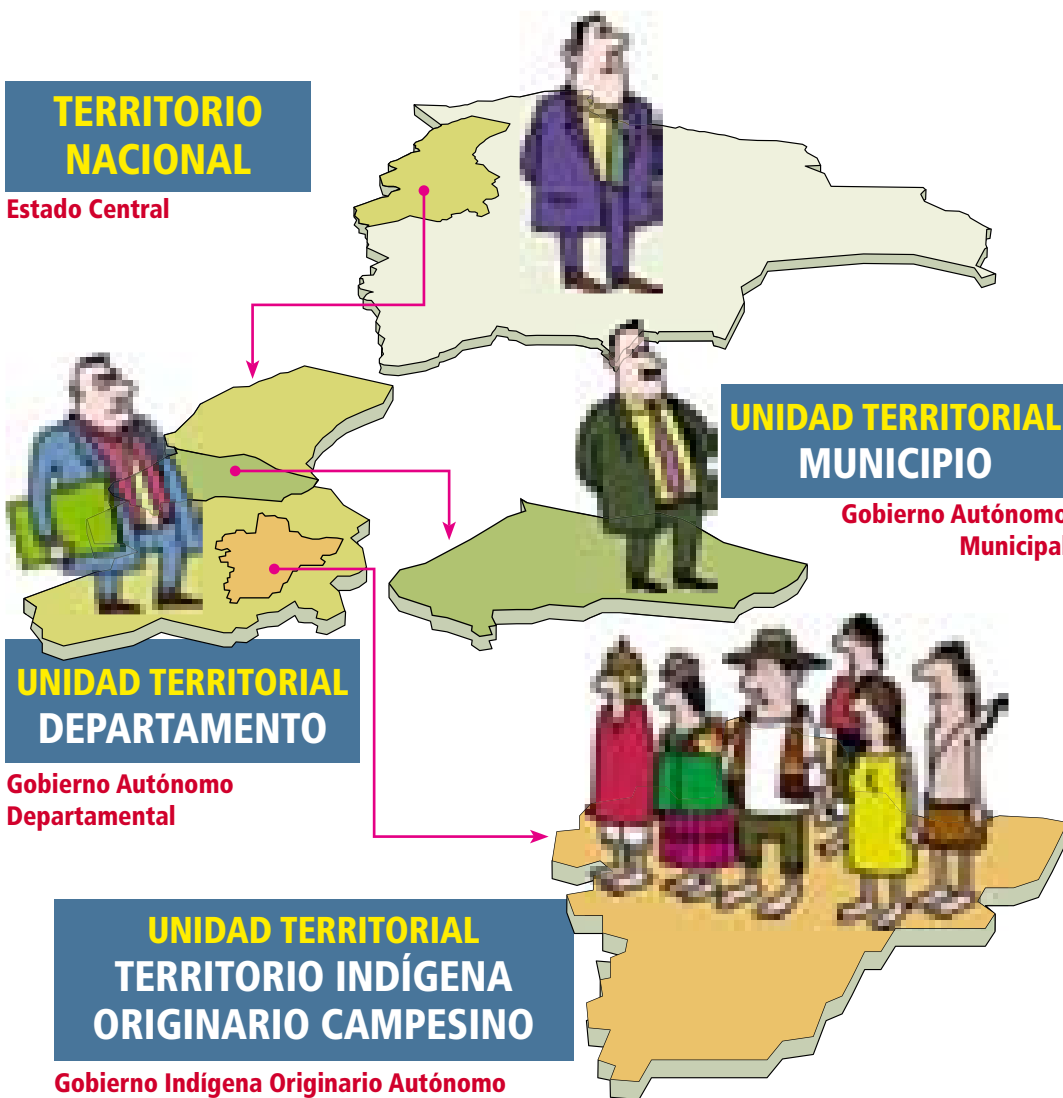 TERRITORIO
NACIONAL
Estado Central
UNIDAD TERRITORIAL
MUNICIPIO
Gobierno Autónomo
Municipal
UNIDAD TERRITORIAL
DEPARTAMENTO
Gobierno Autónomo
Departamental
UNIDAD TERRITORIAL
TERRITORIO INDÍGENA
ORIGINARIO CAMPESINO
Gobierno Indígena Originario Autónomo